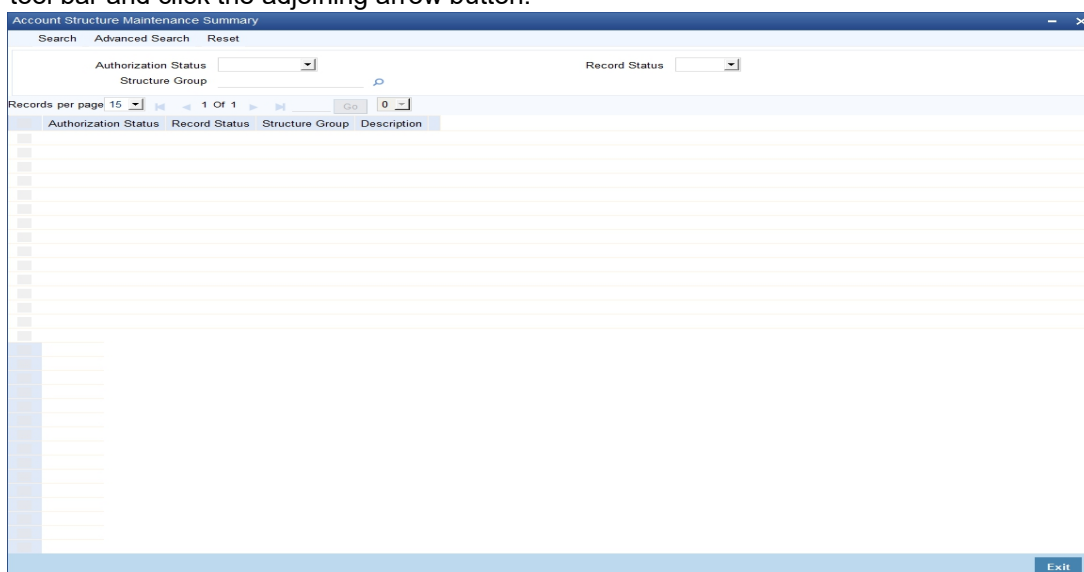 tool bar and click the adjoining arrow button.
Account Structure Maintenance Summary
Search Advanced Search Reset
Authorization Status Record Status
Structure Group
Records per page 15 1 Of 1 Go 0
Authorization Status Record Status Structure Group Description
Exit